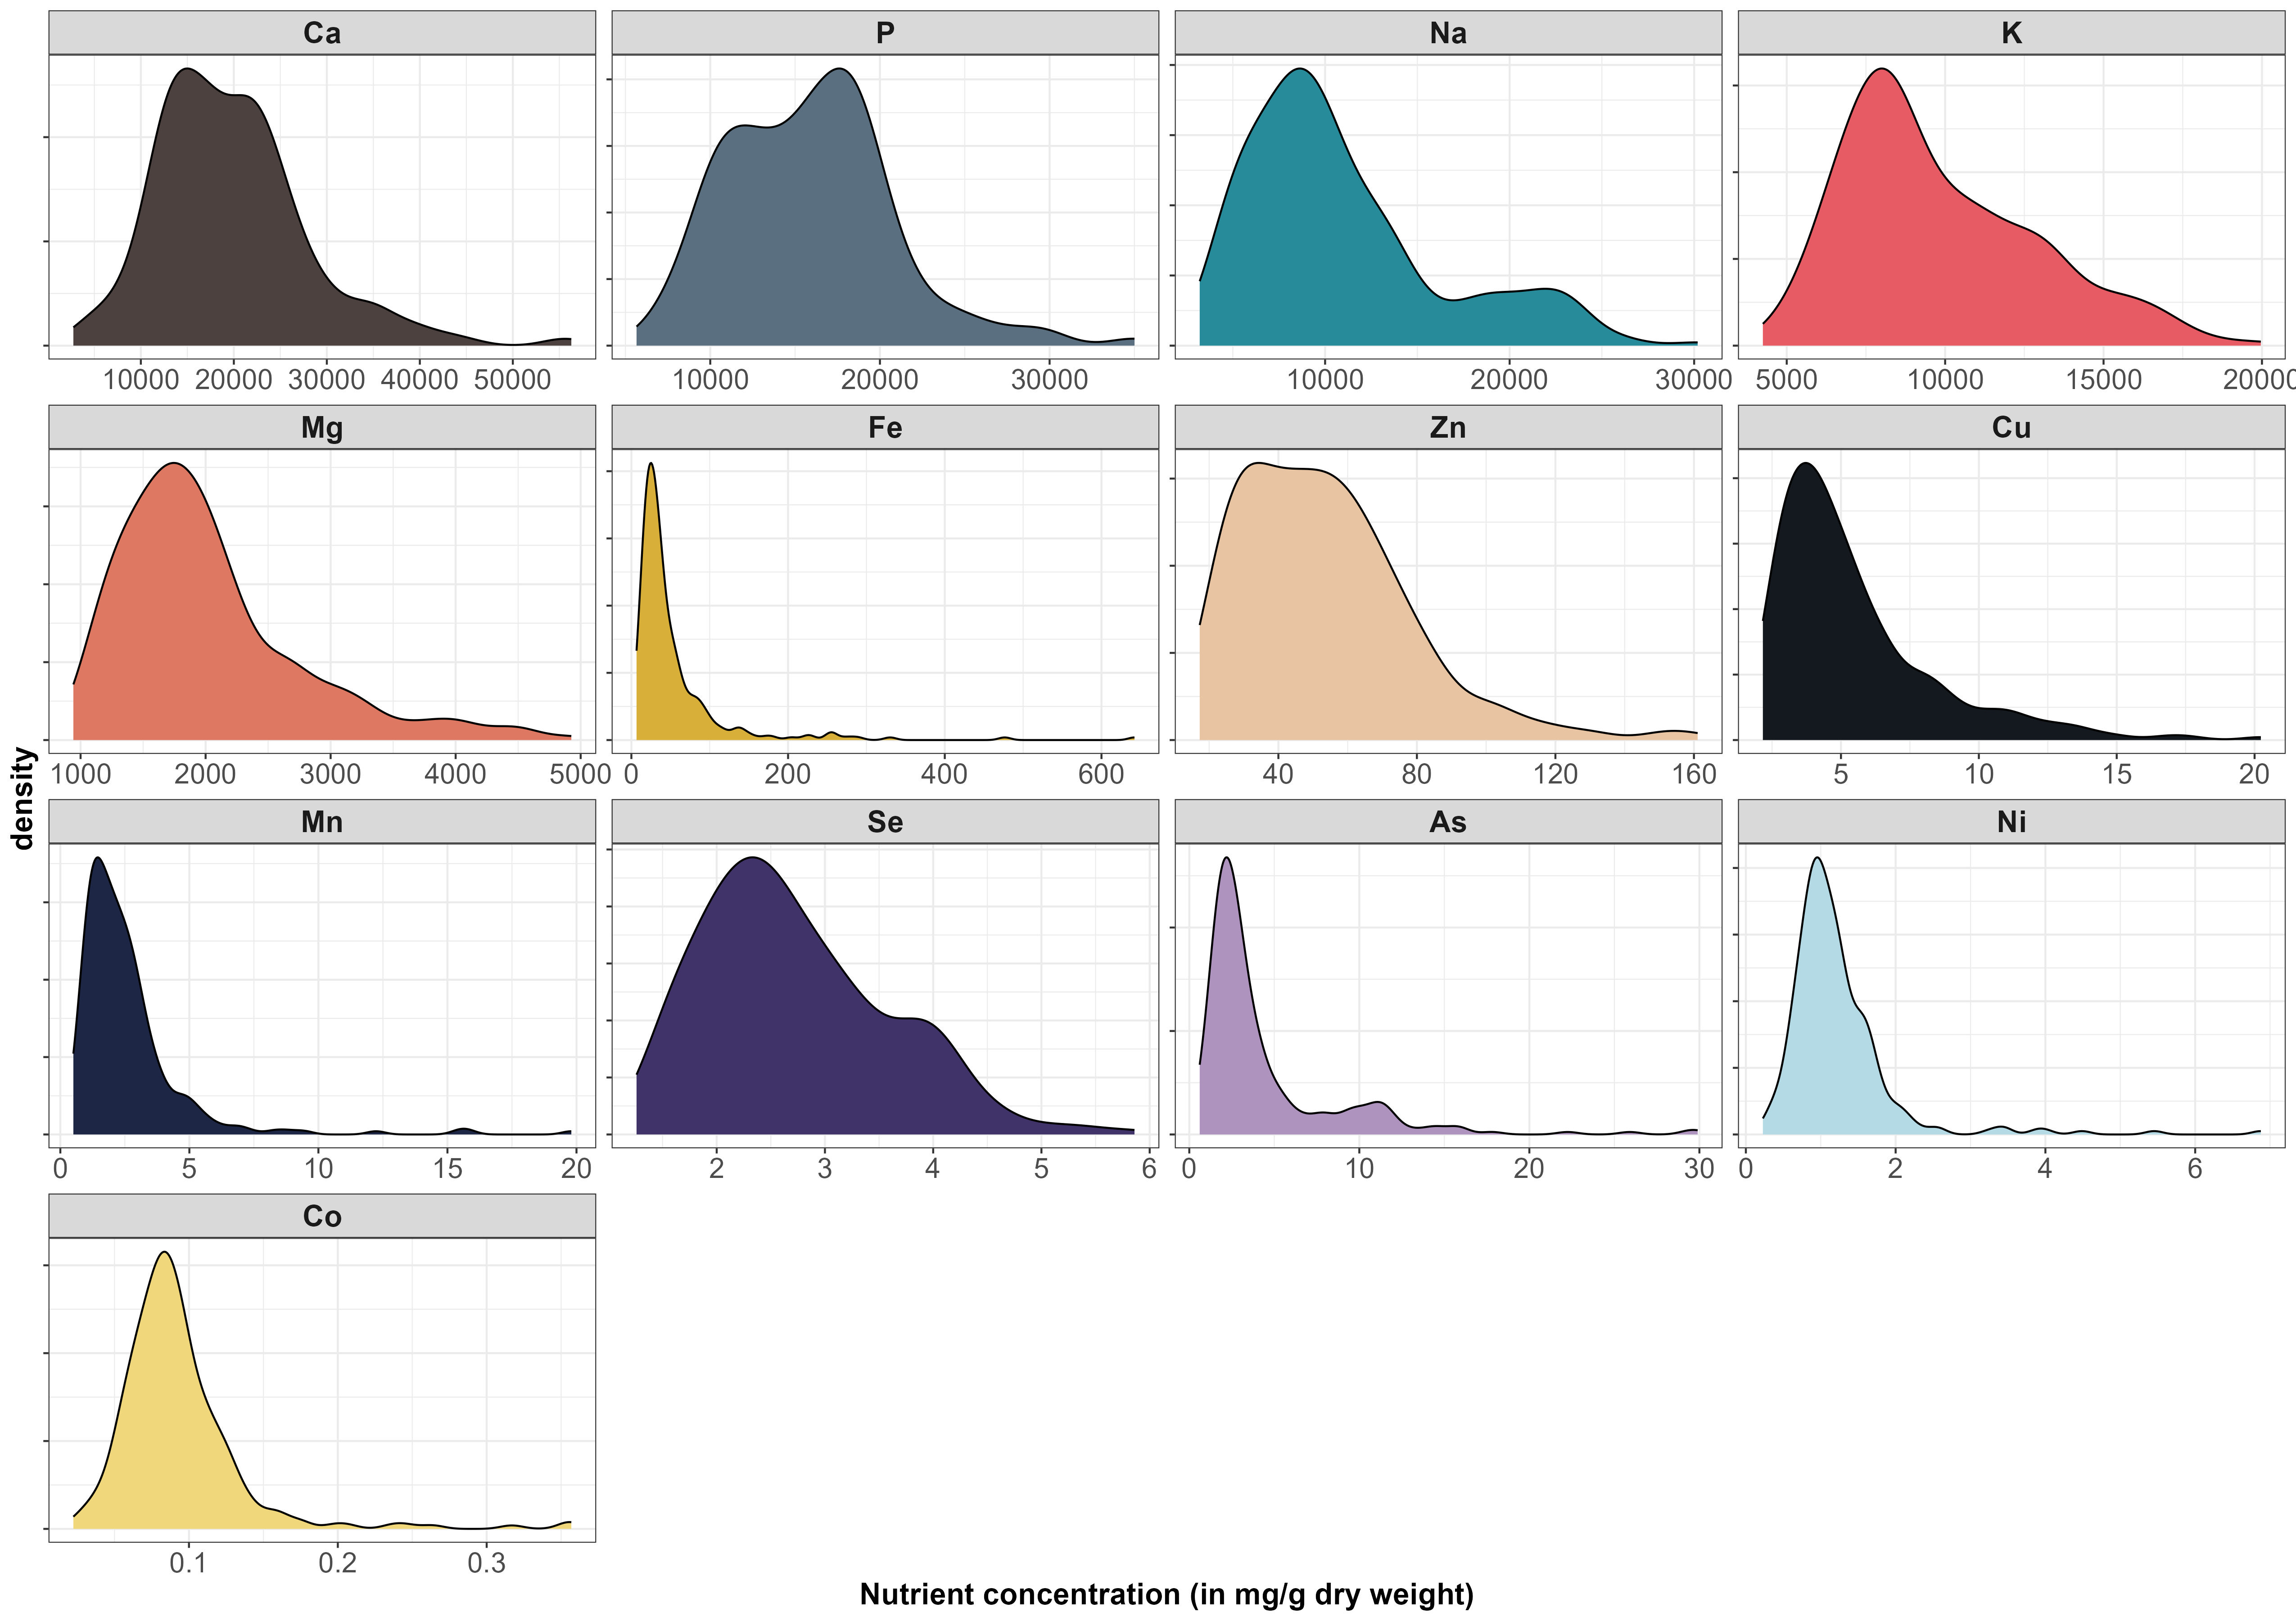 Ca P Na K
10000 20000 30000 40000 50000 10000 20000 30000 10000 20000 30000 5000 10000 15000 20000
Mg Fe Zn Cu
1000 2000 3000 4000 5000 0 200 400 600 40 80 120 160 5 10 15 20
density
Mn Se As Ni
0 5 10 15 20 2 3 4 5 6 0 10 20 30 0 2 4 6
Co
0.1 0.2 0.3
Nutrient concentration (in mg/g dry weight)